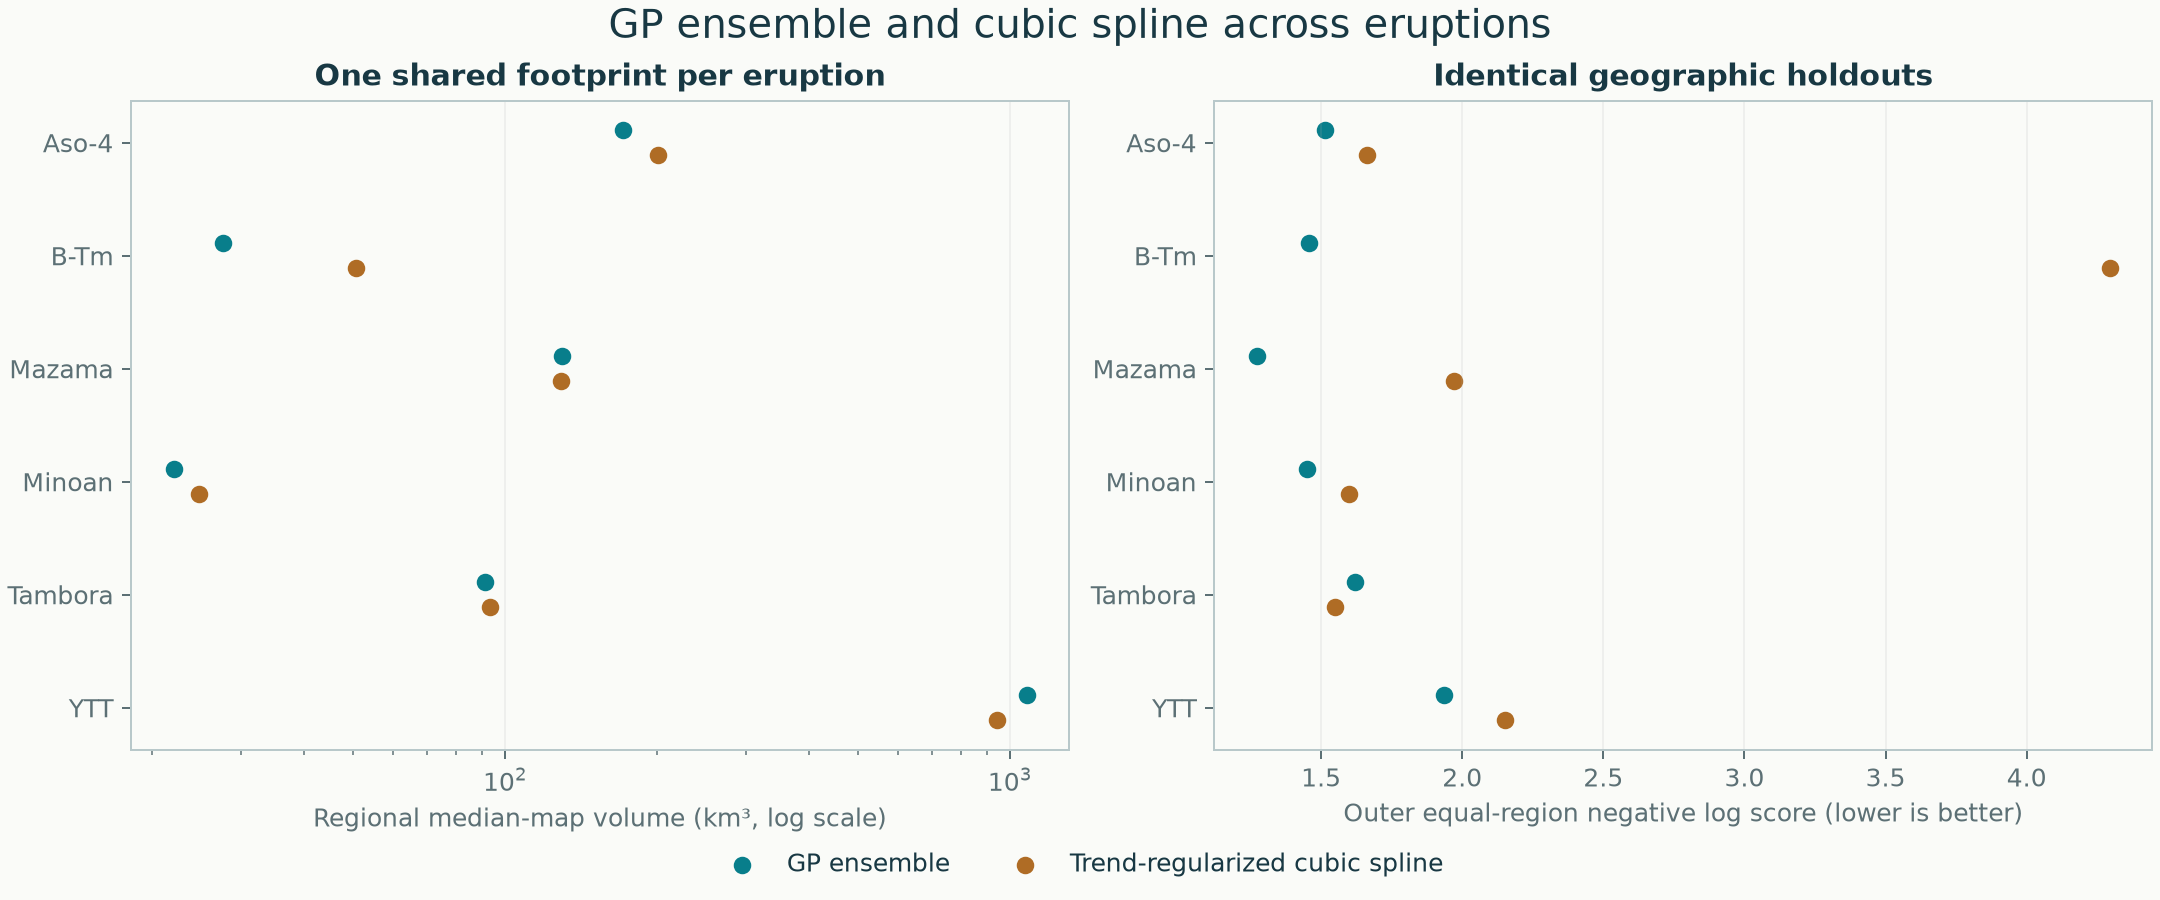 GP ensemble and cubic spline across eruptions
One shared footprint per eruption
Aso-4
B-Tm
Mazama
Minoan
Tambora
YTT
10²
10³
Regional median-map volume (km³, log scale)
Identical geographic holdouts
Aso-4
B-Tm
Mazama
Minoan
Tambora
YTT
1.5 2.0 2.5 3.0 3.5 4.0
Outer equal-region negative log score (lower is better)
GP ensemble
Trend-regularized cubic spline